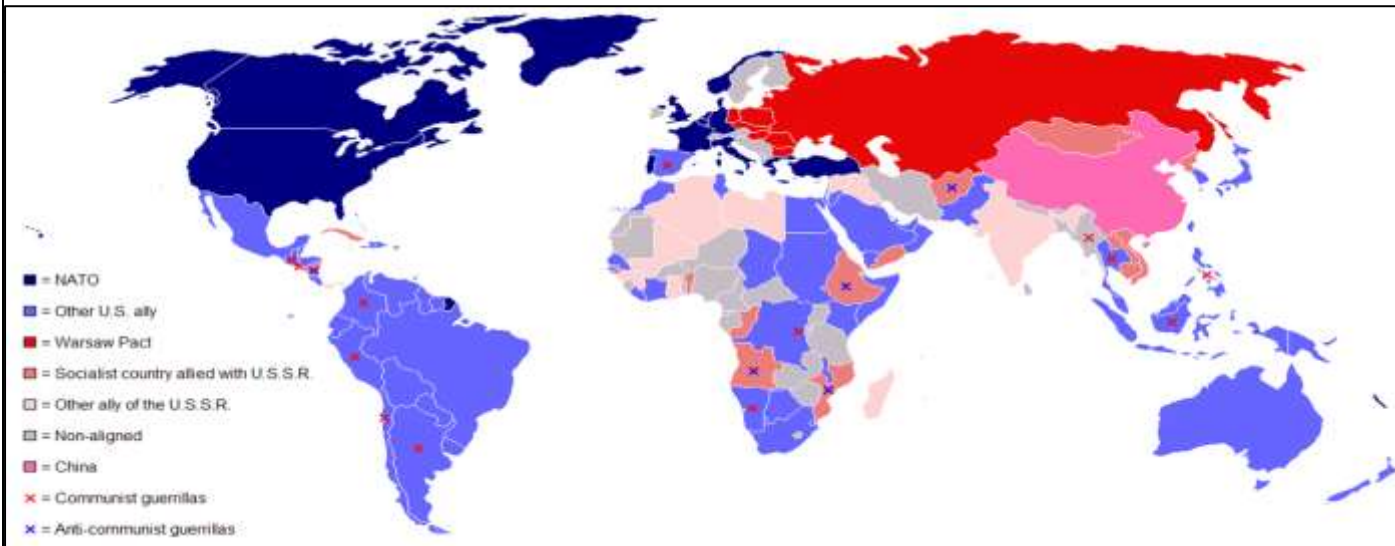 = NATO
= Other U.S. ally
= Warsaw Pact
= Socialist country allied with U.S.S.R.
= Other ally of the U.S.S.R.
= Non-aligned
= China
= Communist guerrillas
= Anti-communist guerrillas